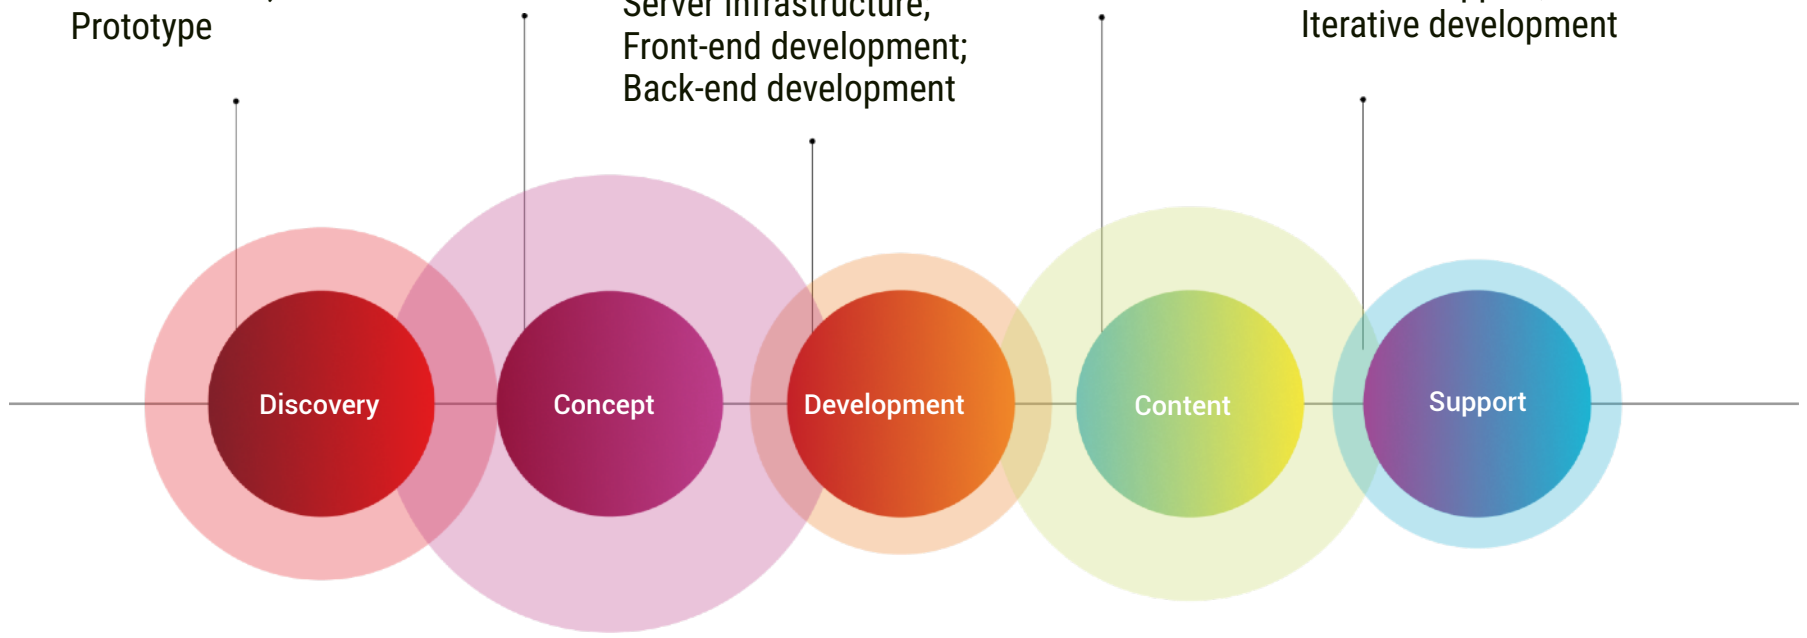 Prototype
Server infrastructure;
Front-end development;
Back-end development
Iterative development
Discovery
Concept
Development
Content
Support